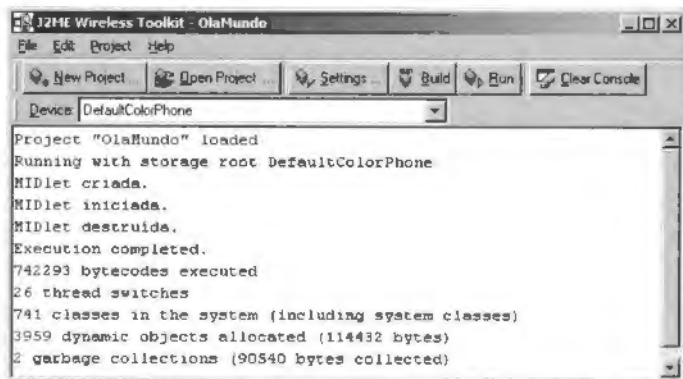 J2ME Wireless Toolkit - OlaMundo
File Edit Project Help
New Project ... Open Project ... Settings ... Build Run Clear Console
Device: DefaultColorPhone
Project "OlaMundo" loaded
Running with storage root DefaultColorPhone
MIDlet criada.
MIDlet iniciada.
MIDlet destruída.
Execution completed.
742293 bytecodes executed
26 thread switches
741 classes in the system (including system classes)
3959 dynamic objects allocated (114432 bytes)
2 garbage collections (90540 bytes collected)